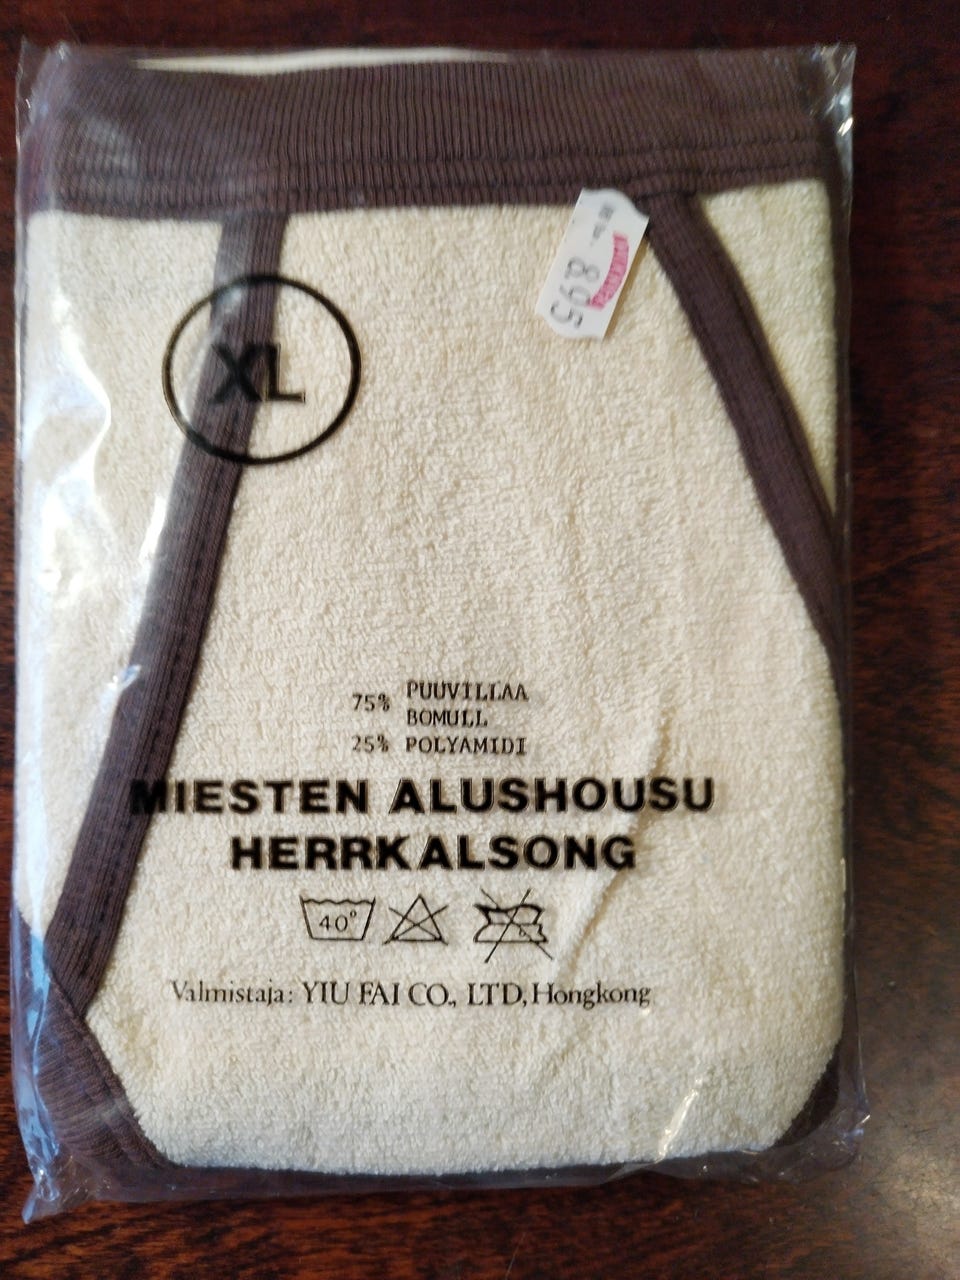 895
XL
75% PUUVILLAA
BOMULL
25% POLYAMIDI
MIESTEN ALUSHOUSU
HERRKALSONG
40°
Valmistaja: YIU FAI CO., LTD, Hongkong